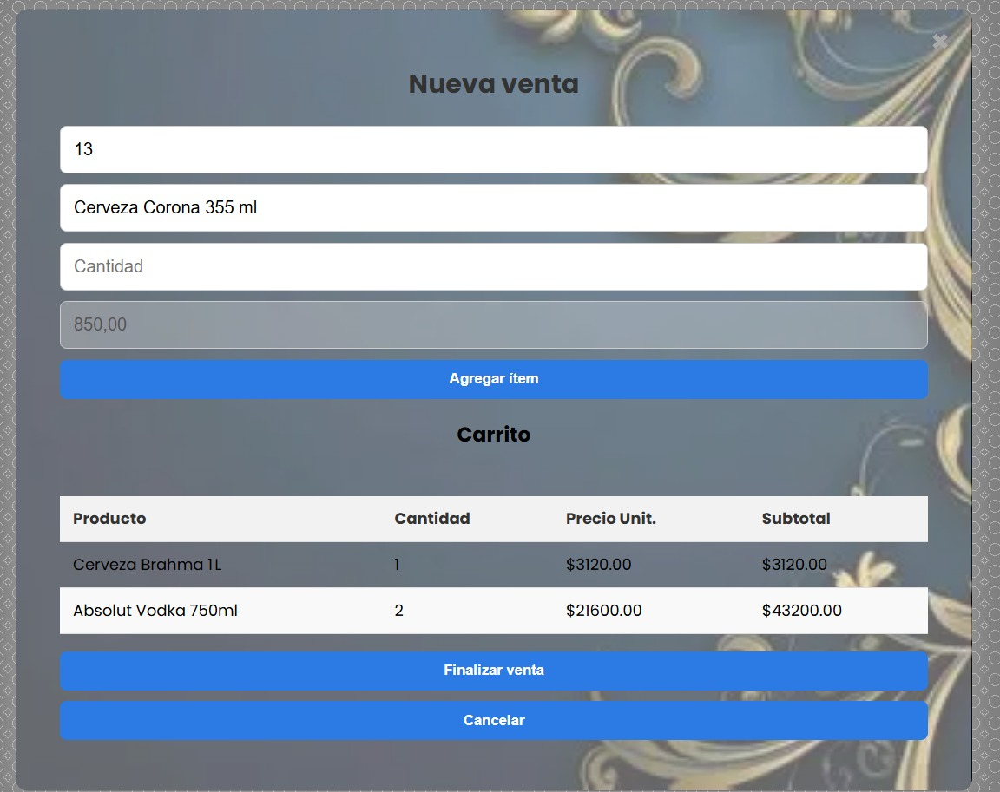 ✖
Nueva venta
13
Cerveza Corona 355 ml
Cantidad
850,00
Agregar ítem
Carrito
Producto Cantidad Precio Unit. Subtotal
Cerveza Brahma 1 L 1 $3120.00 $3120.00
Absolut Vodka 750ml 2 $21600.00 $43200.00
Finalizar venta
Cancelar